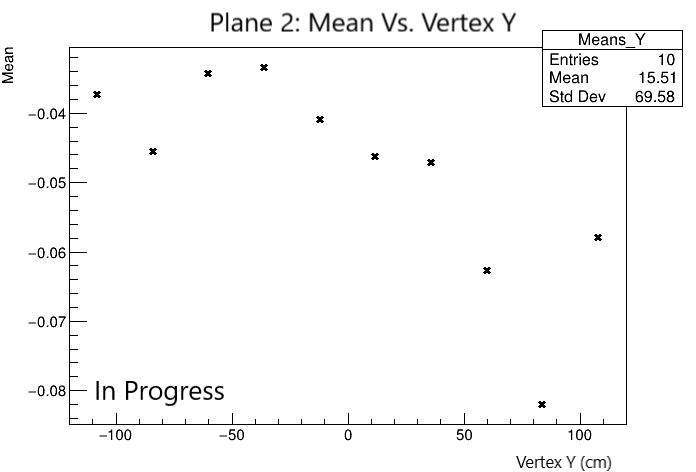 Plane 2: Mean Vs. Vertex Y
Means_Y
Entries 10
Mean 15.51
Std Dev 69.58
Mean
−0.04
−0.05
−0.06
−0.07
−0.08
In Progress
−100 −50 0 50 100
Vertex Y (cm)